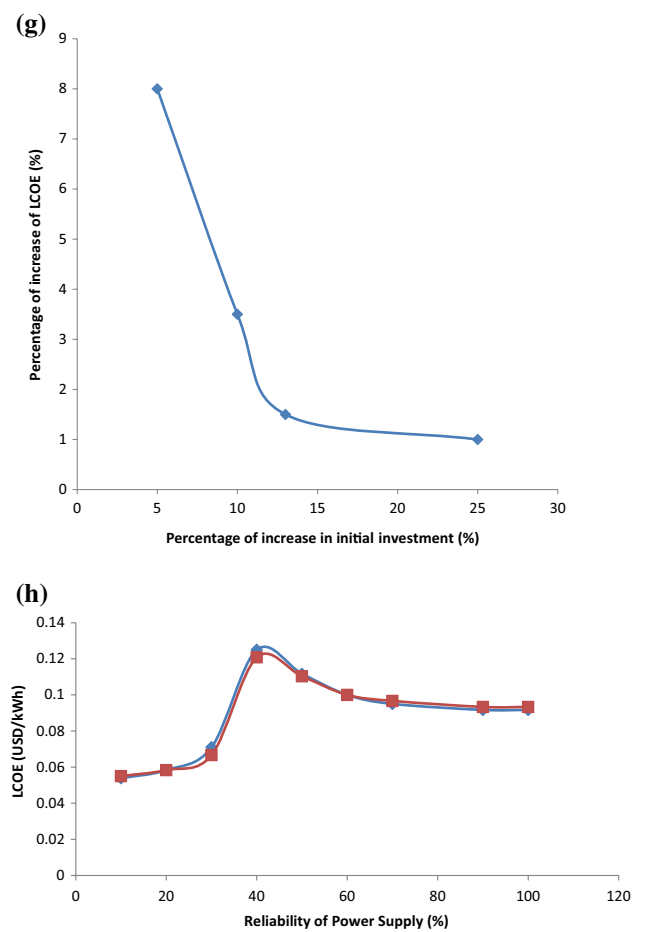 (g)
9
8
7
6
5
4
3
2
1
0
0 5 10 15 20 25 30
Percentage of increase of LCOE (%)
Percentage of increase in initial investment (%)
(h)
0.14
0.12
0.1
0.08
0.06
0.04
0.02
0
0 20 40 60 80 100 120
LCOE (USD/kWh)
Reliability of Power Supply (%)